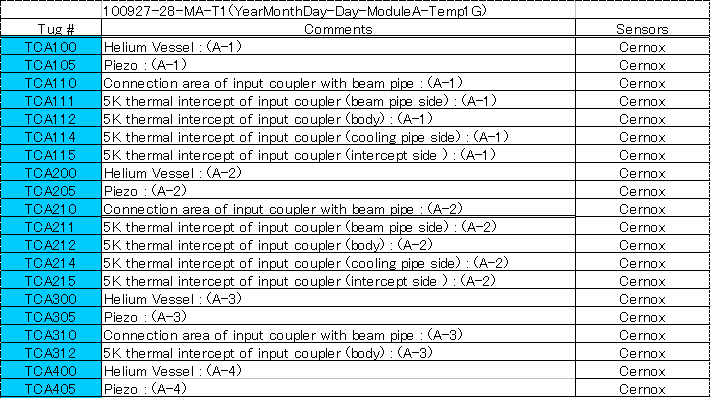 100927-28-MA-T1(YearMonthDay-Day-ModuleA-Temp1G)
Tug # Comments Sensors
TCA100 Helium Vessel : (A-1) Cernox
TCA105 Piezo : (A-1) Cernox
TCA110 Connection area of input coupler with beam pipe : (A-1) Cernox
TCA111 5K thermal intercept of input coupler (beam pipe side) : (A-1) Cernox
TCA112 5K thermal intercept of input coupler (body) : (A-1) Cernox
TCA114 5K thermal intercept of input coupler (cooling pipe side) : (A-1) Cernox
TCA115 5K thermal intercept of input coupler (intercept side ) : (A-1) Cernox
TCA200 Helium Vessel : (A-2) Cernox
TCA205 Piezo : (A-2) Cernox
TCA210 Connection area of input coupler with beam pipe : (A-2) Cernox
TCA211 5K thermal intercept of input coupler (beam pipe side) : (A-2) Cernox
TCA212 5K thermal intercept of input coupler (body) : (A-2) Cernox
TCA214 5K thermal intercept of input coupler (cooling pipe side) : (A-2) Cernox
TCA215 5K thermal intercept of input coupler (intercept side ) : (A-2) Cernox
TCA300 Helium Vessel : (A-3) Cernox
TCA305 Piezo : (A-3) Cernox
TCA310 Connection area of input coupler with beam pipe : (A-3) Cernox
TCA312 5K thermal intercept of input coupler (body) : (A-3) Cernox
TCA400 Helium Vessel : (A-4) Cernox
TCA405 Piezo : (A-4) Cernox